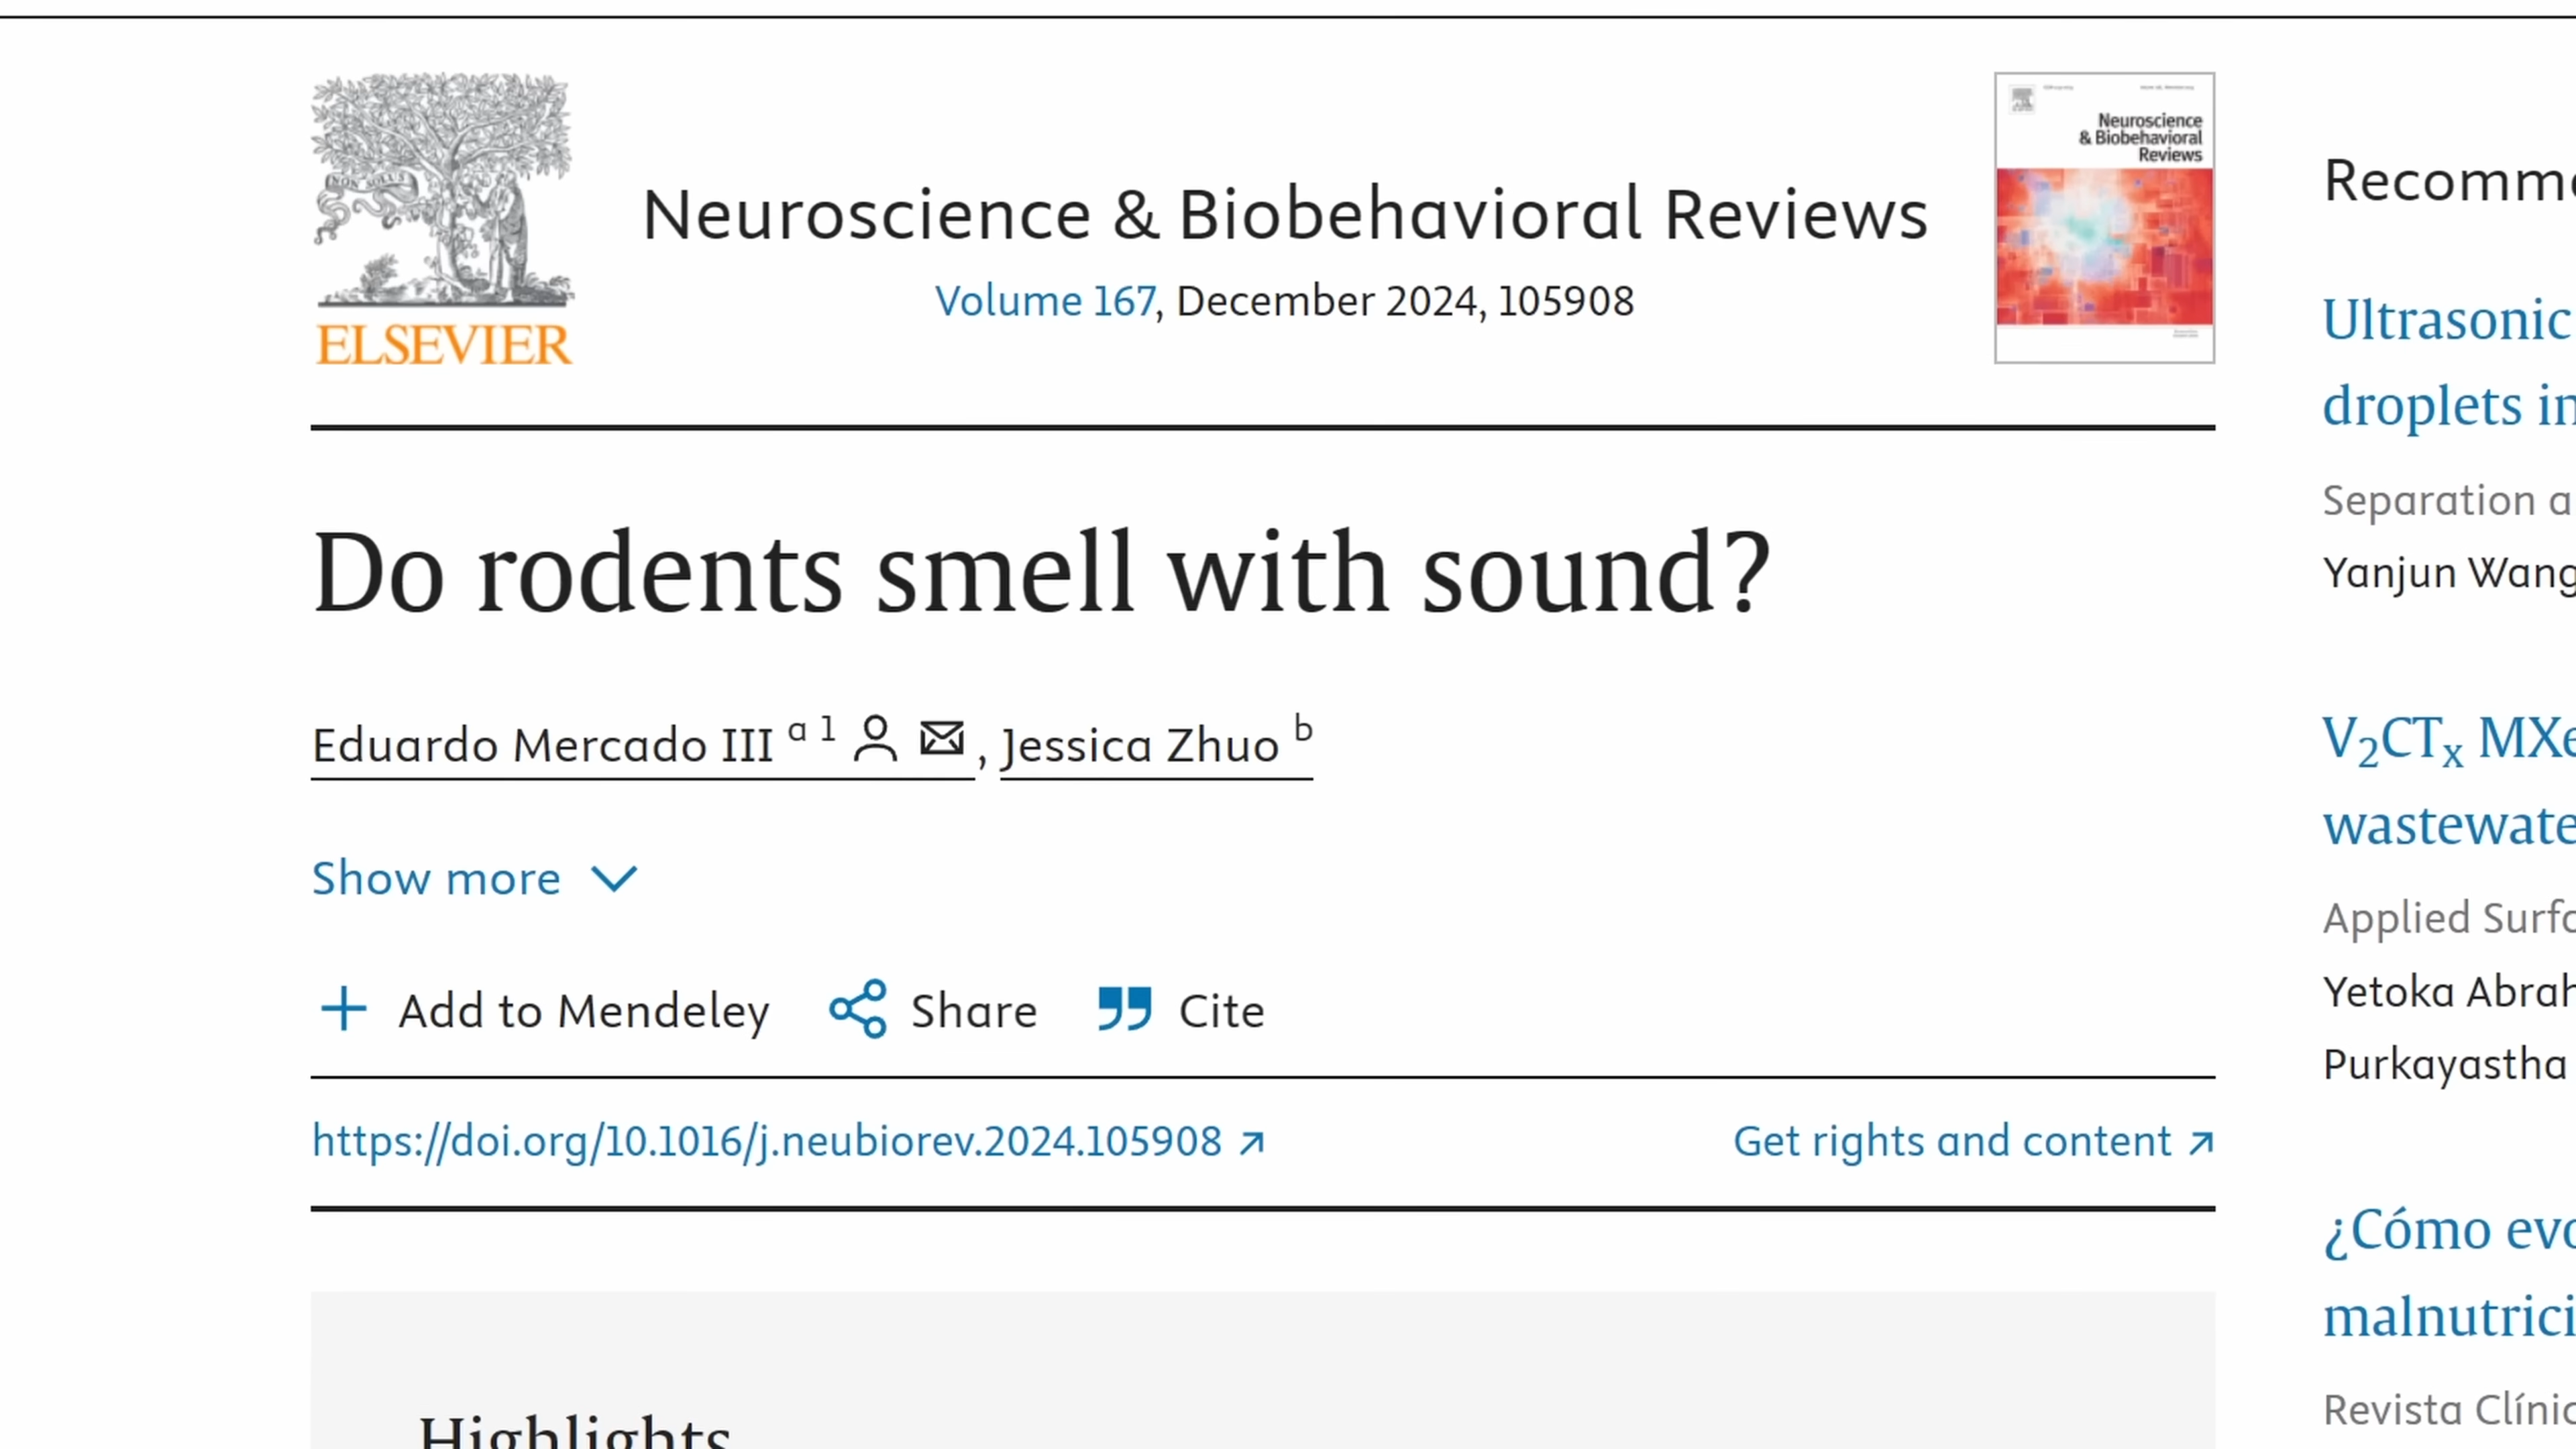 NON SOLUS
ELSEVIER
Neuroscience & Biobehavioral Reviews
Volume 167, December 2024, 105908
Neuroscience
& Biobehavioral
Reviews
Do rodents smell with sound?
Eduardo Mercado III a 1, Jessica Zhuo b
Show more
Add to Mendeley Share Cite
https://doi.org/10.1016/j.neubiorev.2024.105908
Get rights and content
Highlights
Recomm
Ultrasonic
droplets in
Separation a
Yanjun Wang
V₂CTₓ MXe
wastewate
Applied Surfa
Yetoka Abrah
Purkayastha
¿Cómo evo
malnutrici
Revista Clínic